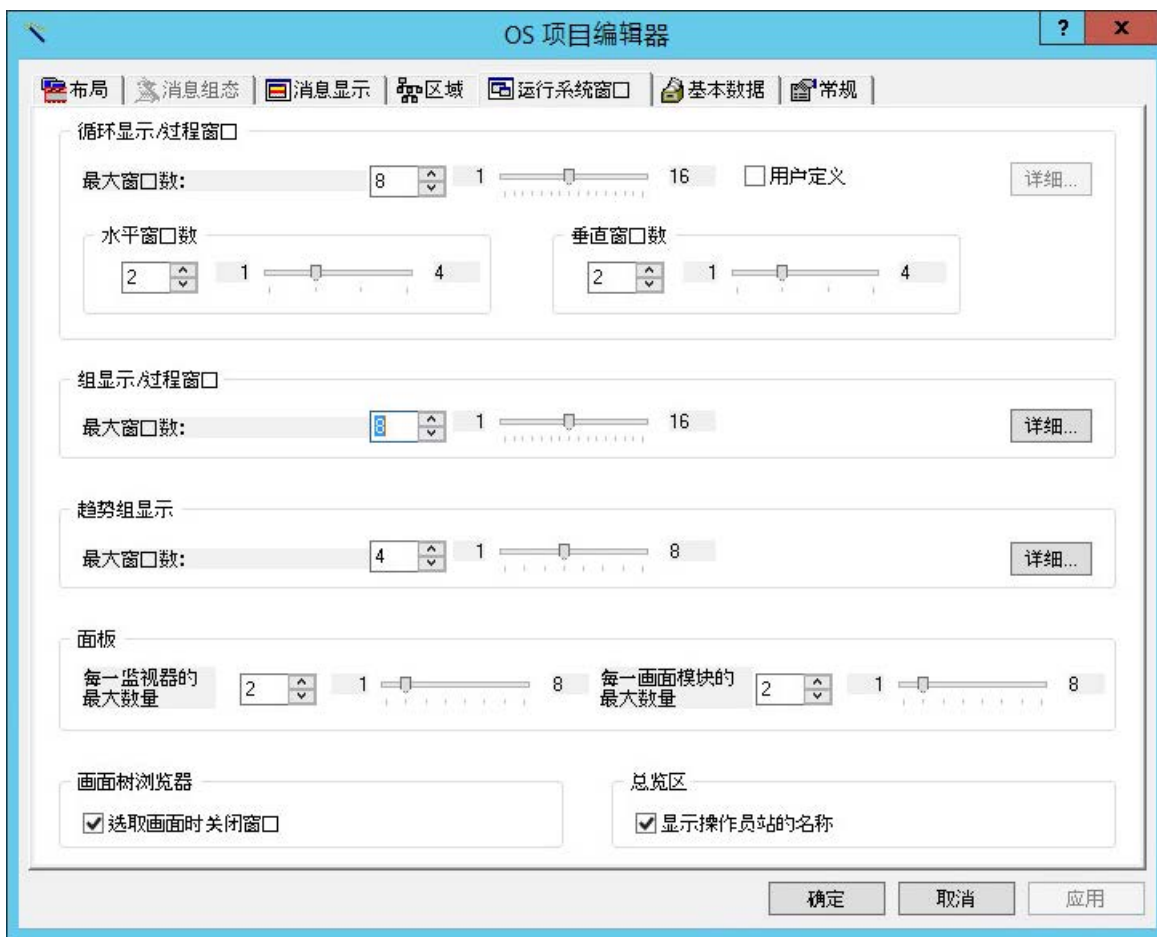 OS 项目编辑器 ? x
布局 消息组态 消息显示 区域 运行系统窗口 基本数据 常规
循环显示/过程窗口
最大窗口数: 8 1 16 用户定义 详细...
水平窗口数 垂直窗口数
2 1 4 2 1 4
组显示/过程窗口
最大窗口数: 8 1 16 详细...
趋势组显示
最大窗口数: 4 1 8 详细...
面板
每一监视器的 每一画面模块的
最大数量 2 1 8 最大数量 2 1 8
画面树浏览器 总览区
选取画面时关闭窗口 显示操作员站的名称
确定 取消 应用